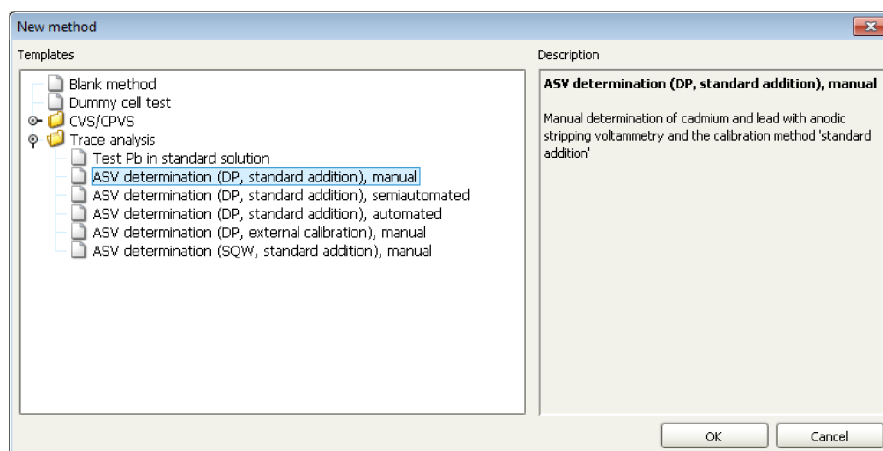 New method
Templates
Blank method
Dummy cell test
CVS/CPVS
Trace analysis
Test Pb in standard solution
ASV determination (DP, standard addition), manual
ASV determination (DP, standard addition), semiautomated
ASV determination (DP, standard addition), automated
ASV determination (DP, external calibration), manual
ASV determination (SQW, standard addition), manual
Description
ASV determination (DP, standard addition), manual
Manual determination of cadmium and lead with anodic
stripping voltammetry and the calibration method 'standard
addition'
OK
Cancel